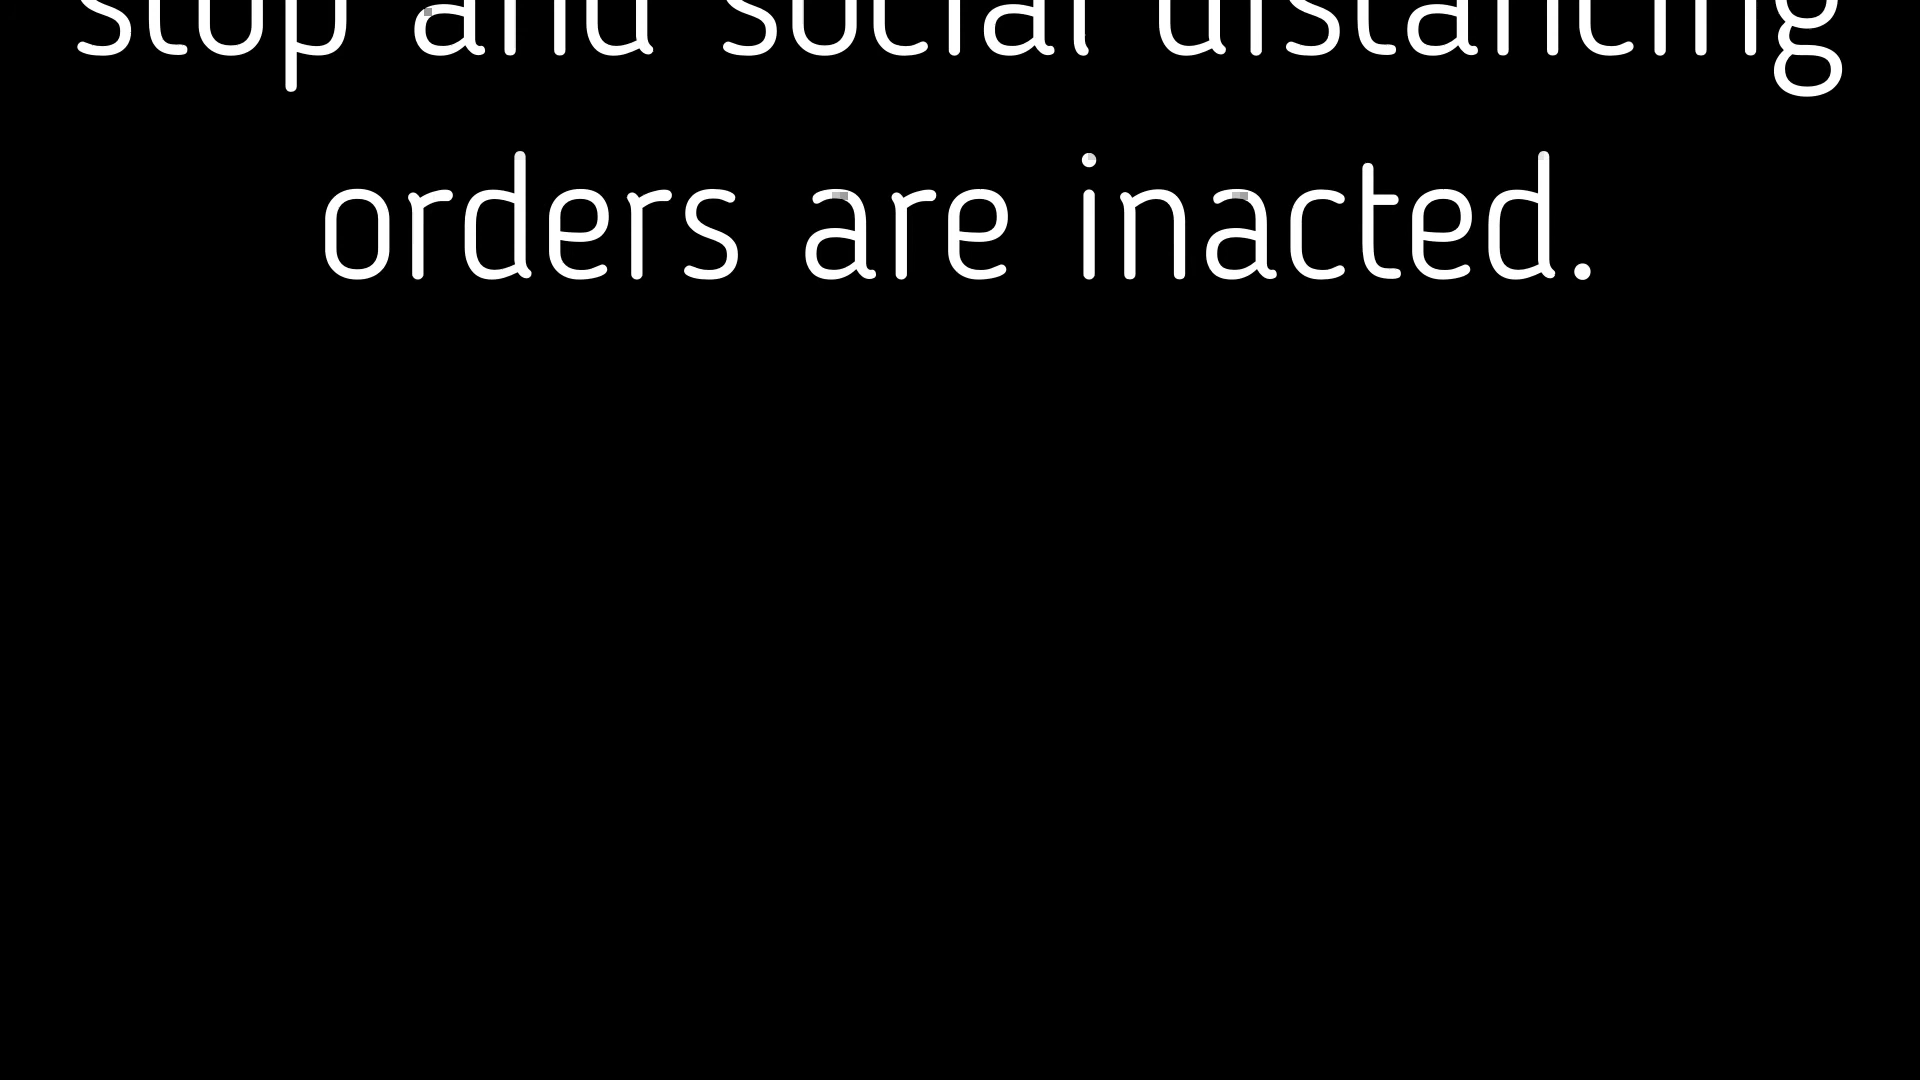 stop and social distancing
orders are inacted.